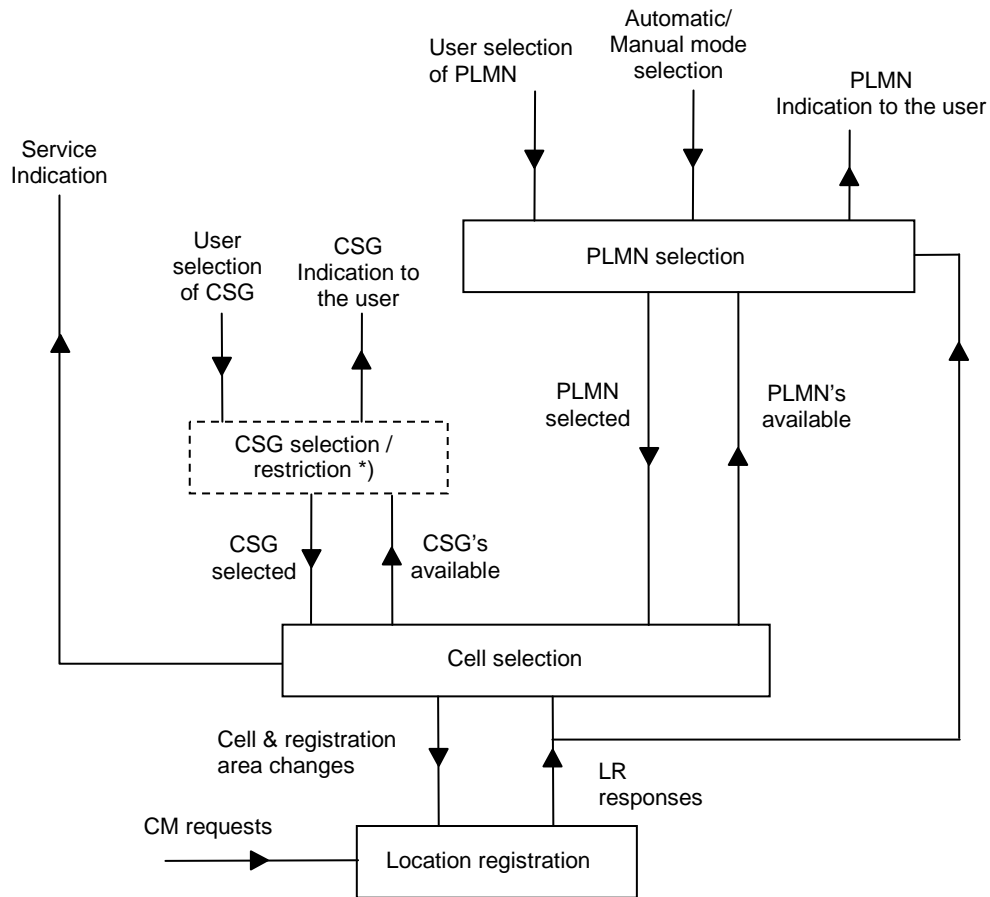 Automatic/
Manual mode
selection
User selection
of PLMN
PLMN
Indication to the user
Service
Indication
User
selection
of CSG
CSG
Indication to
the user
PLMN selection
PLMN
selected
PLMN's
available
CSG selection /
restriction *)
CSG
selected
CSG's
available
Cell selection
Cell & registration
area changes
LR
responses
CM requests
Location registration